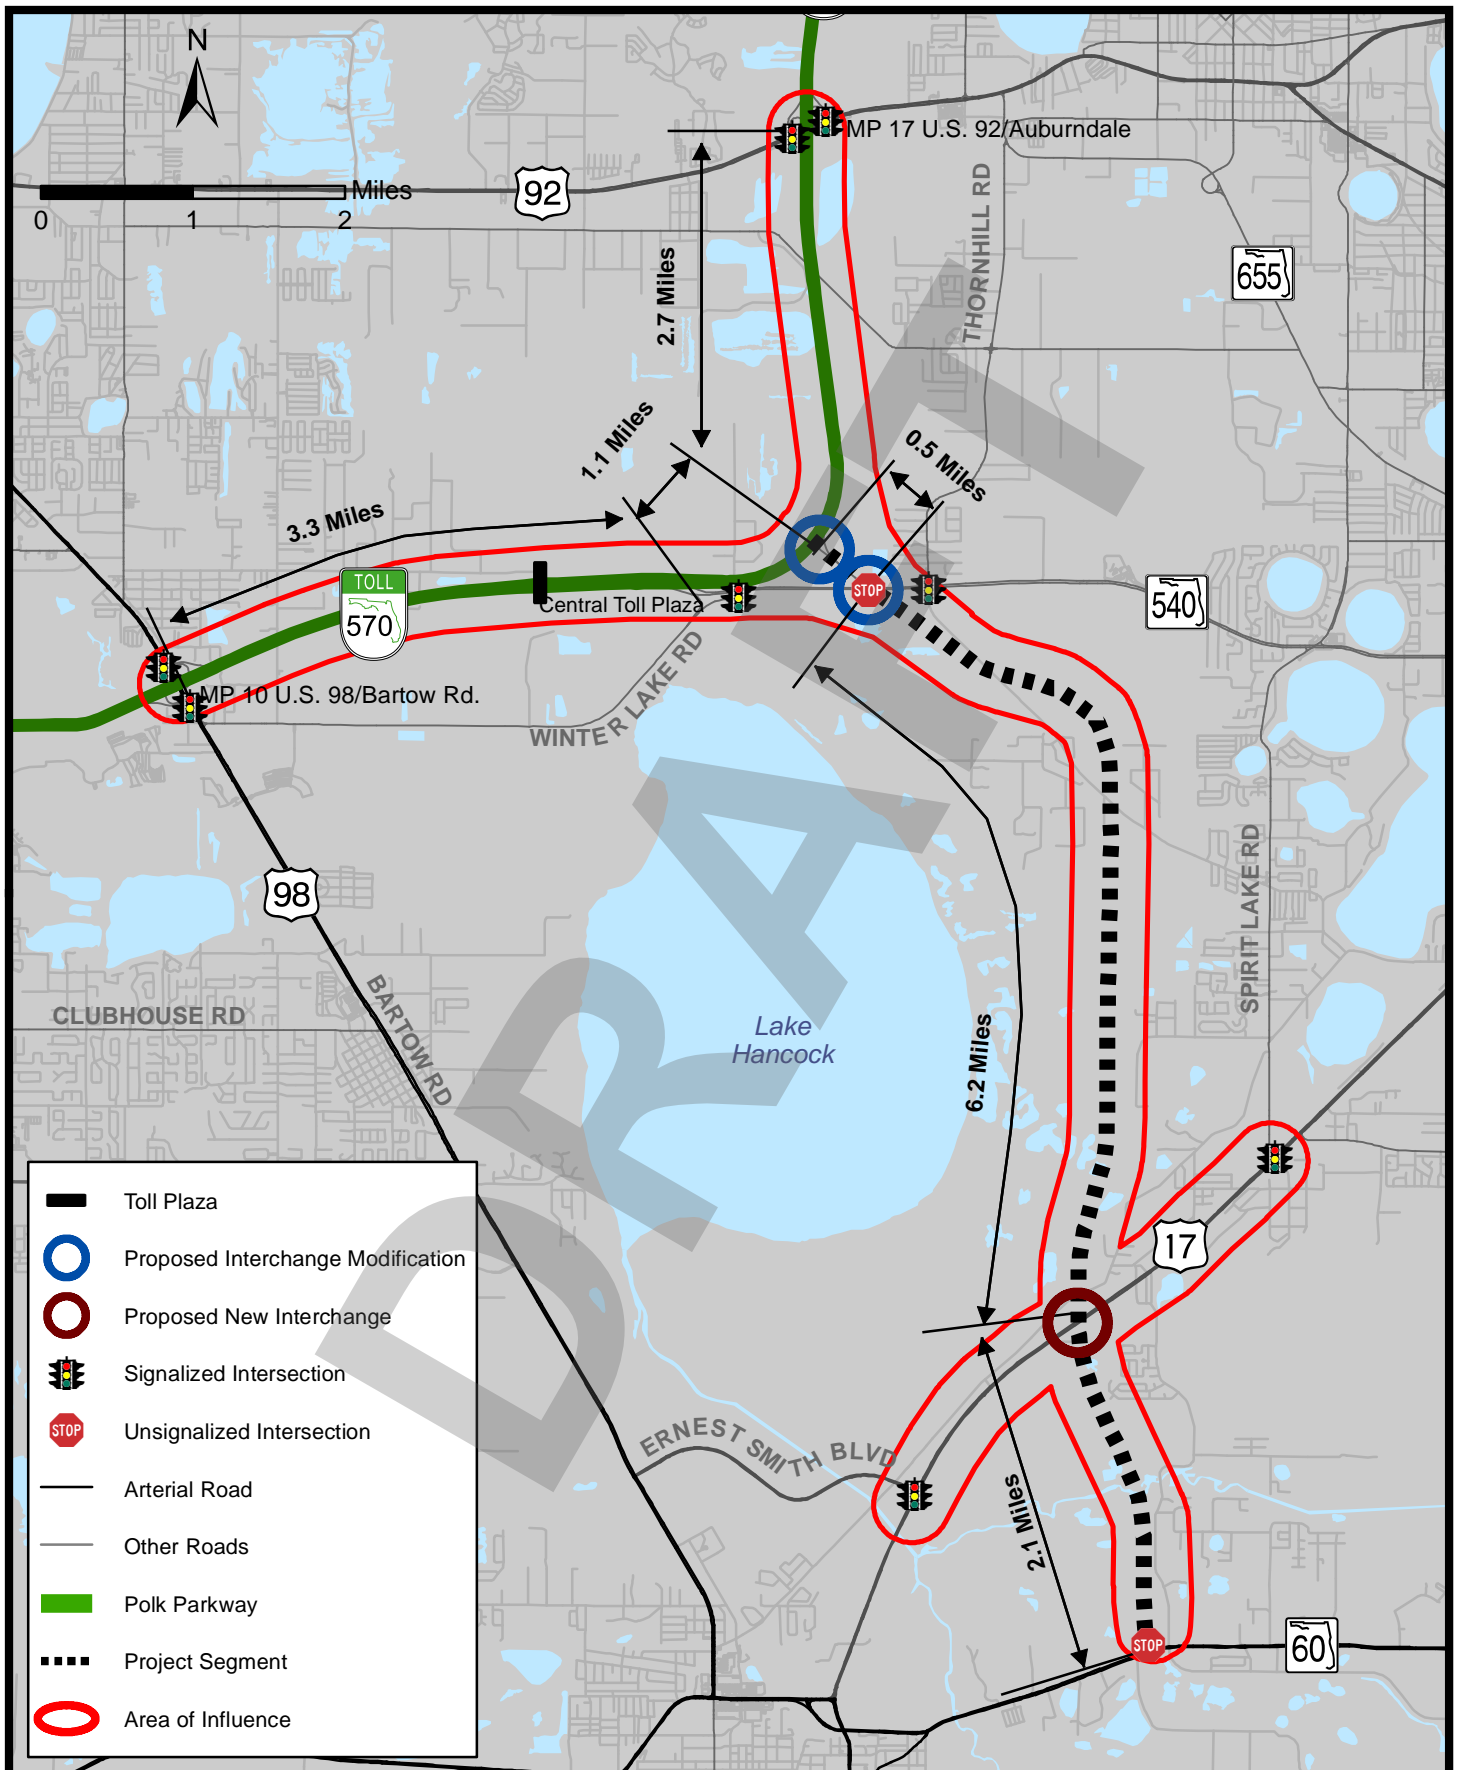 N
MP 17 U.S. 92/Auburndale
Miles
0 1 2
92
THORNHILL RD
655
2.7 Miles
1.1 Miles
0.5 Miles
3.3 Miles
TOLL
570
Central Toll Plaza
STOP
540
MP 10 U.S. 98/Bartow Rd.
WINTER LAKE RD
98
SPIRIT LAKE RD
CLUBHOUSE RD
BARTOW RD
Lake
Hancock
6.2 Miles
17
ERNEST SMITH BLVD
2.1 Miles
STOP
60
DRAFT
Toll Plaza
Proposed Interchange Modification
Proposed New Interchange
Signalized Intersection
STOP
Unsignalized Intersection
Arterial Road
Other Roads
Polk Parkway
Project Segment
Area of Influence